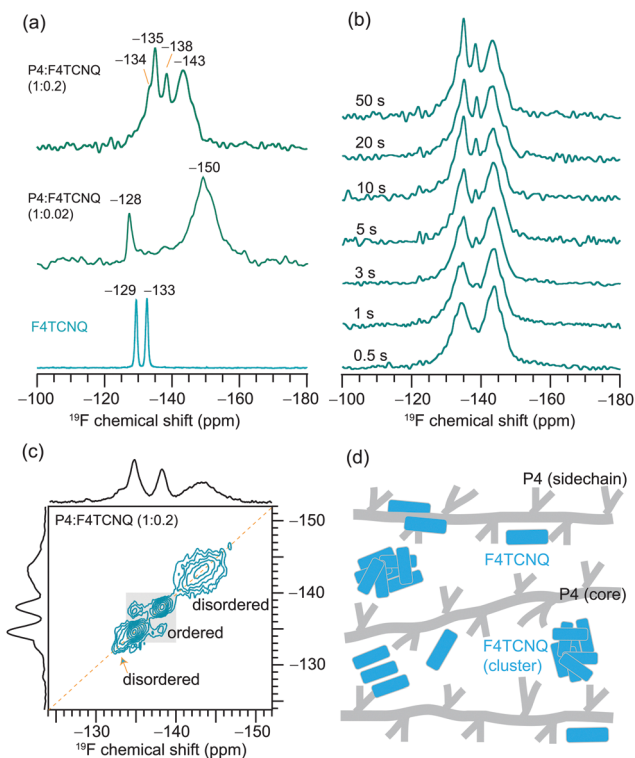 (a)
−135
−134
−138
−143
P4:F4TCNQ
(1:0.2)
−150
P4:F4TCNQ
(1:0.02)
−128
−129
−133
F4TCNQ
−100
−120
−140
−160
−180
¹⁹F chemical shift (ppm)
(b)
50 s
20 s
10 s
5 s
3 s
1 s
0.5 s
−100
−120
−140
−160
−180
¹⁹F chemical shift (ppm)
(c)
P4:F4TCNQ (1:0.2)
disordered
ordered
disordered
−150
−140
−130
−130
−140
−150
¹⁹F chemical shift (ppm)
(d)
P4 (sidechain)
F4TCNQ
P4 (core)
F4TCNQ
(cluster)